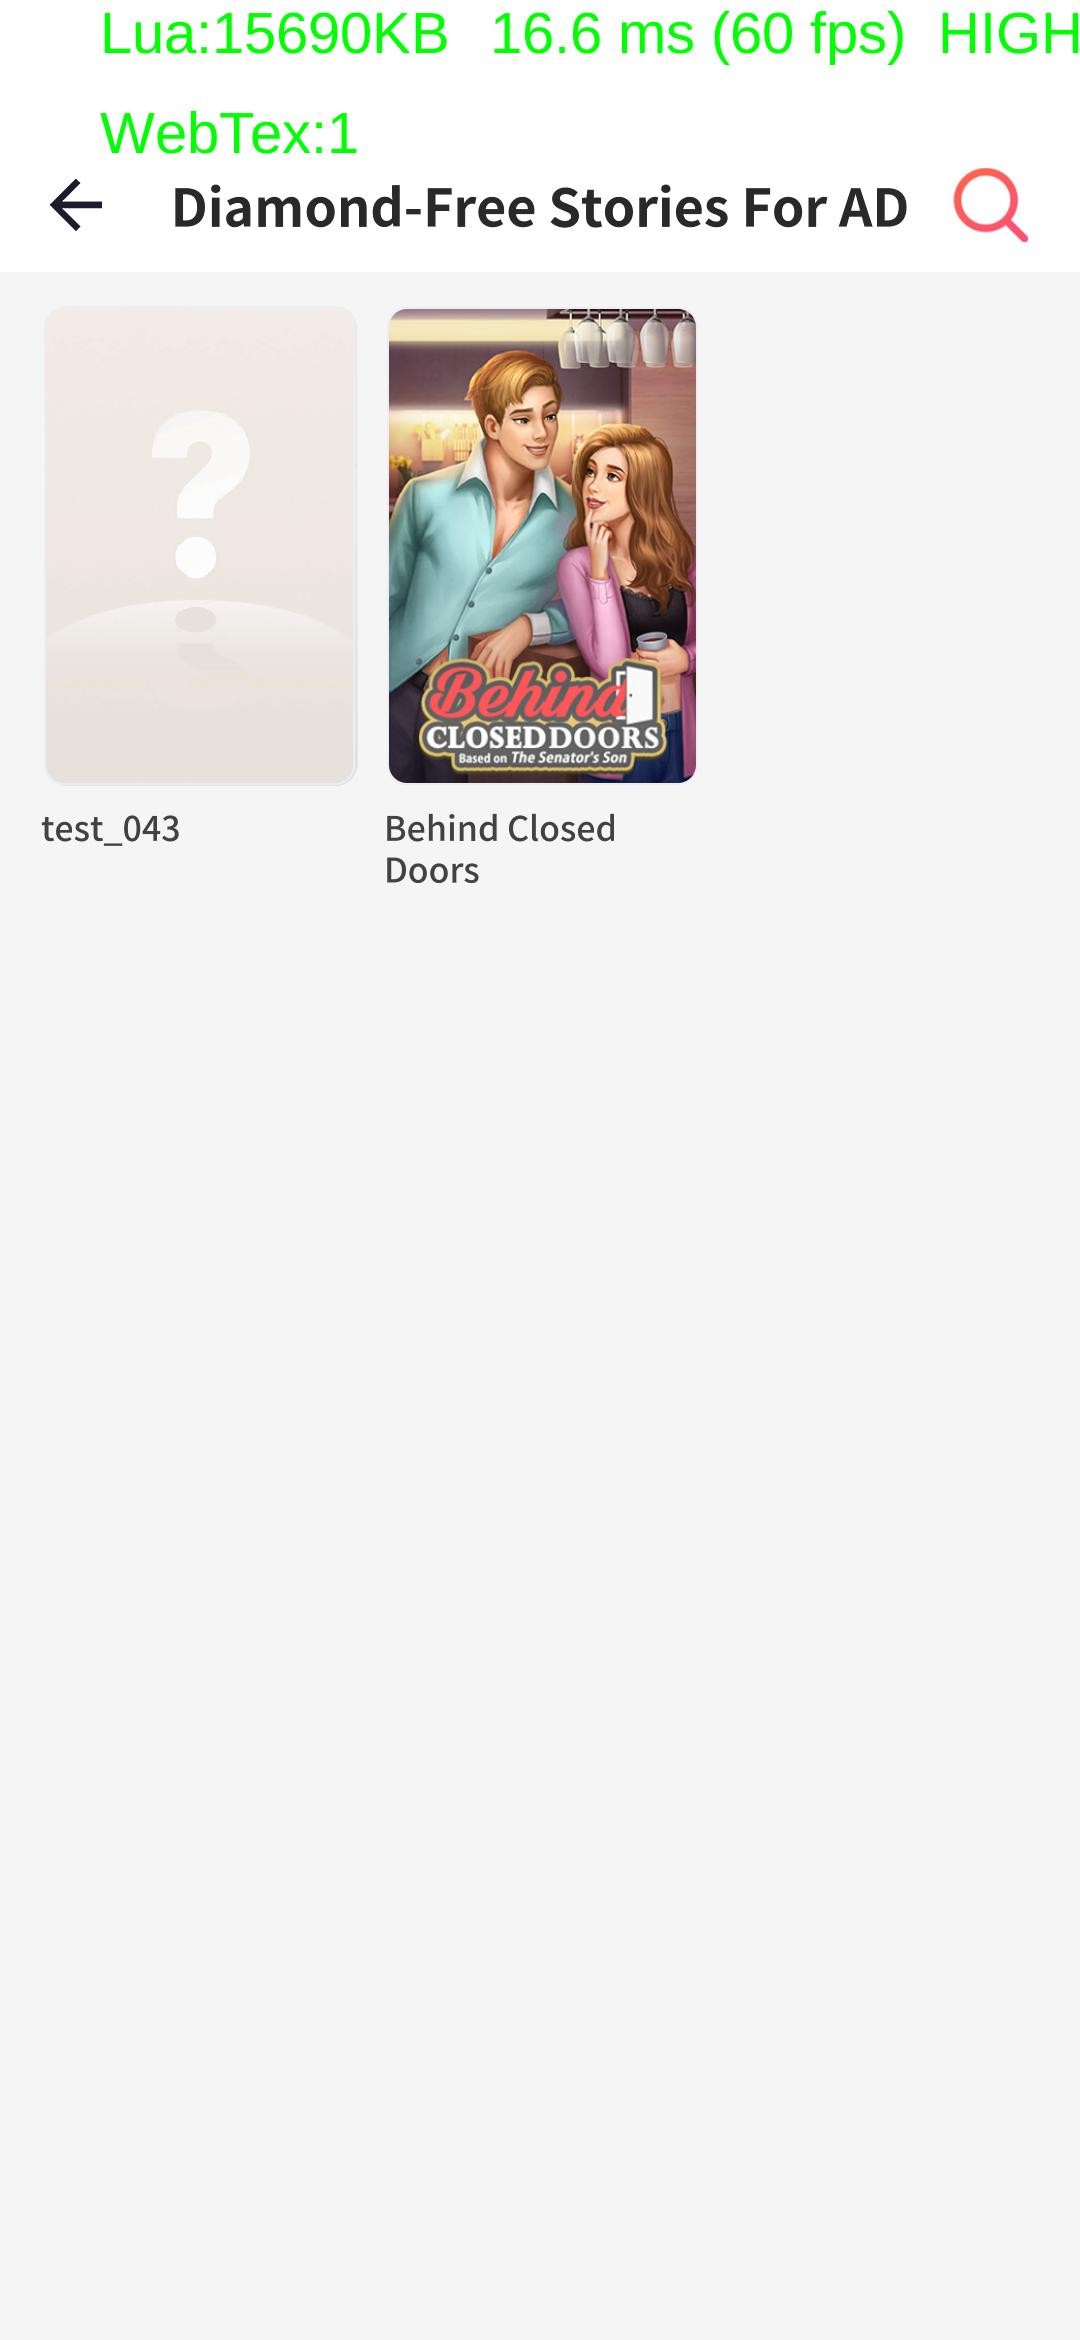 Lua:15690KB 16.6 ms (60 fps) HIGH
WebTex:1
Diamond-Free Stories For AD
?
Behind
CLOSED DOORS
Based on The Senator's Son
test_043
Behind Closed
Doors